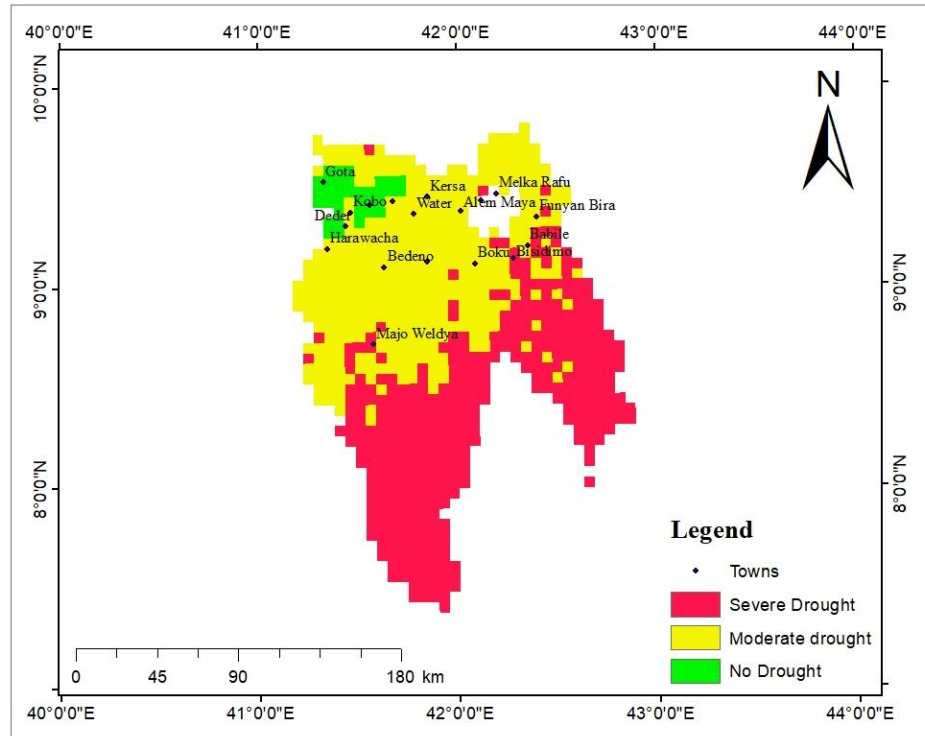 40°0'0"E 41°0'0"E 42°0'0"E 43°0'0"E 44°0'0"E
10°0'0"N
10°0'0"N
N
Gota
Melka Rafu
Kersa
Kobo
Water
Alem Maya
Funyan Bira
Deder
Harawacha
Babile
Bedeno
Boku
Bisidimo
9°0'0"N
9°0'0"N
Majo Weldya
8°0'0"N
8°0'0"N
Legend
Towns
Severe Drought
Moderate drought
No Drought
0 45 90 180 km
40°0'0"E 41°0'0"E 42°0'0"E 43°0'0"E 44°0'0"E